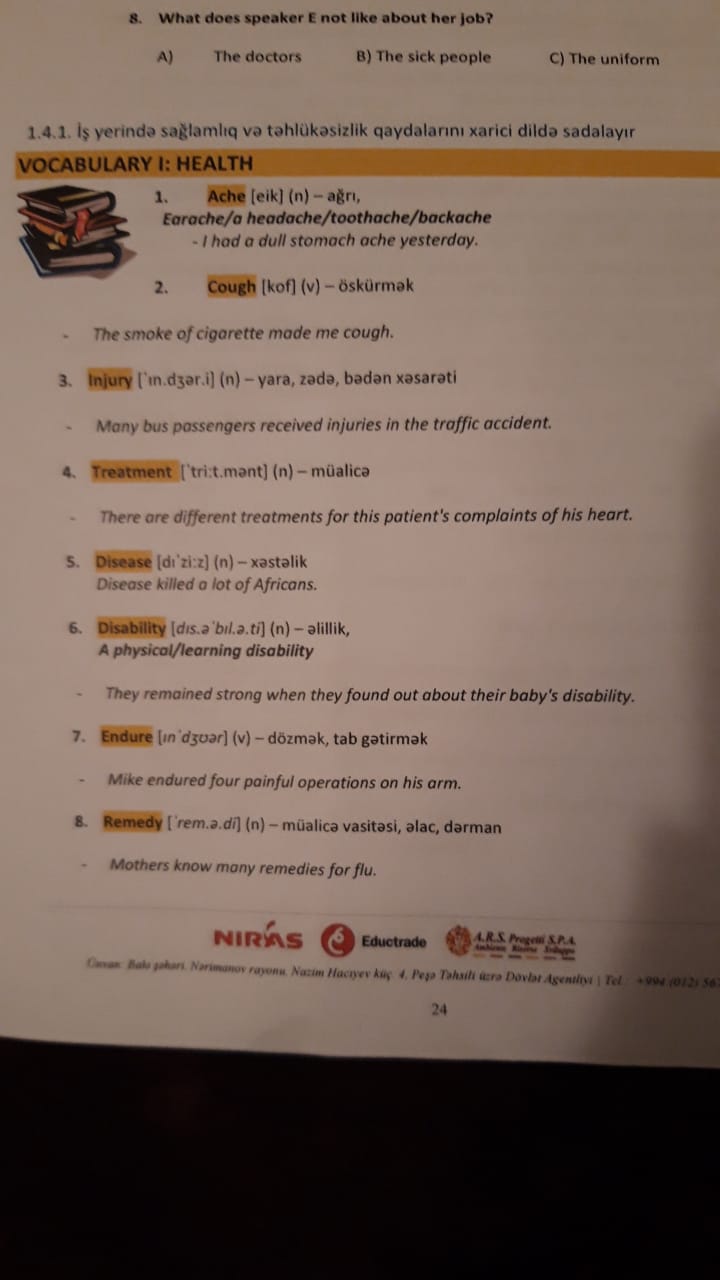 8. What does speaker E not like about her job?
A) The doctors B) The sick people C) The uniform
1.4.1. İş yerində sağlamlıq və təhlükəsizlik qaydalarını xarici dildə sadalayır
VOCABULARY I: HEALTH
1. Ache [eik] (n) – ağrı,
Earache/a headache/toothache/backache
- I had a dull stomach ache yesterday.
2. Cough [kof] (v) – öskürmək
- The smoke of cigarette made me cough.
3. Injury [ˈɪn.dʒər.i] (n) – yara, zədə, bədən xəsarəti
- Many bus passengers received injuries in the traffic accident.
4. Treatment [ˈtriːt.mənt] (n) – müalicə
- There are different treatments for this patient's complaints of his heart.
5. Disease [dɪˈziːz] (n) – xəstəlik
Disease killed a lot of Africans.
6. Disability [dɪs.əˈbɪl.ə.ti] (n) – əlillik,
A physical/learning disability
- They remained strong when they found out about their baby's disability.
7. Endure [ɪnˈdʒʊər] (v) – dözmək, tab gətirmək
- Mike endured four painful operations on his arm.
8. Remedy [ˈrem.ə.di] (n) – müalicə vasitəsi, əlac, dərman
- Mothers know many remedies for flu.
NIRAS Eductrade A.R.S. Progetti S.P.A.
Ambiente Risorse Sviluppo
Ünvan: Bakı şəhəri, Nərimanov rayonu, Nazim Hacıyev küç. 4, Peşə Təhsili üzrə Dövlət Agentliyi | Tel.: +994 (012)
24